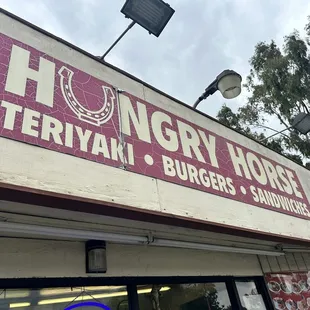 HUNGRY HORSE
TERIYAKI • BURGERS • SANDWICHES